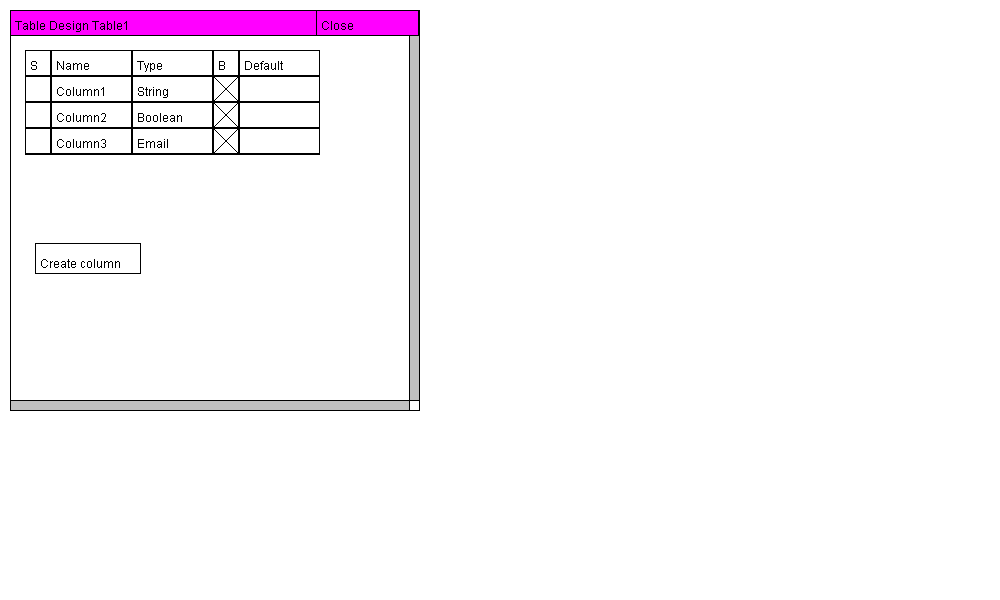 Table Design Table1 Close
S Name Type B Default
Column1 String
Column2 Boolean
Column3 Email
Create column